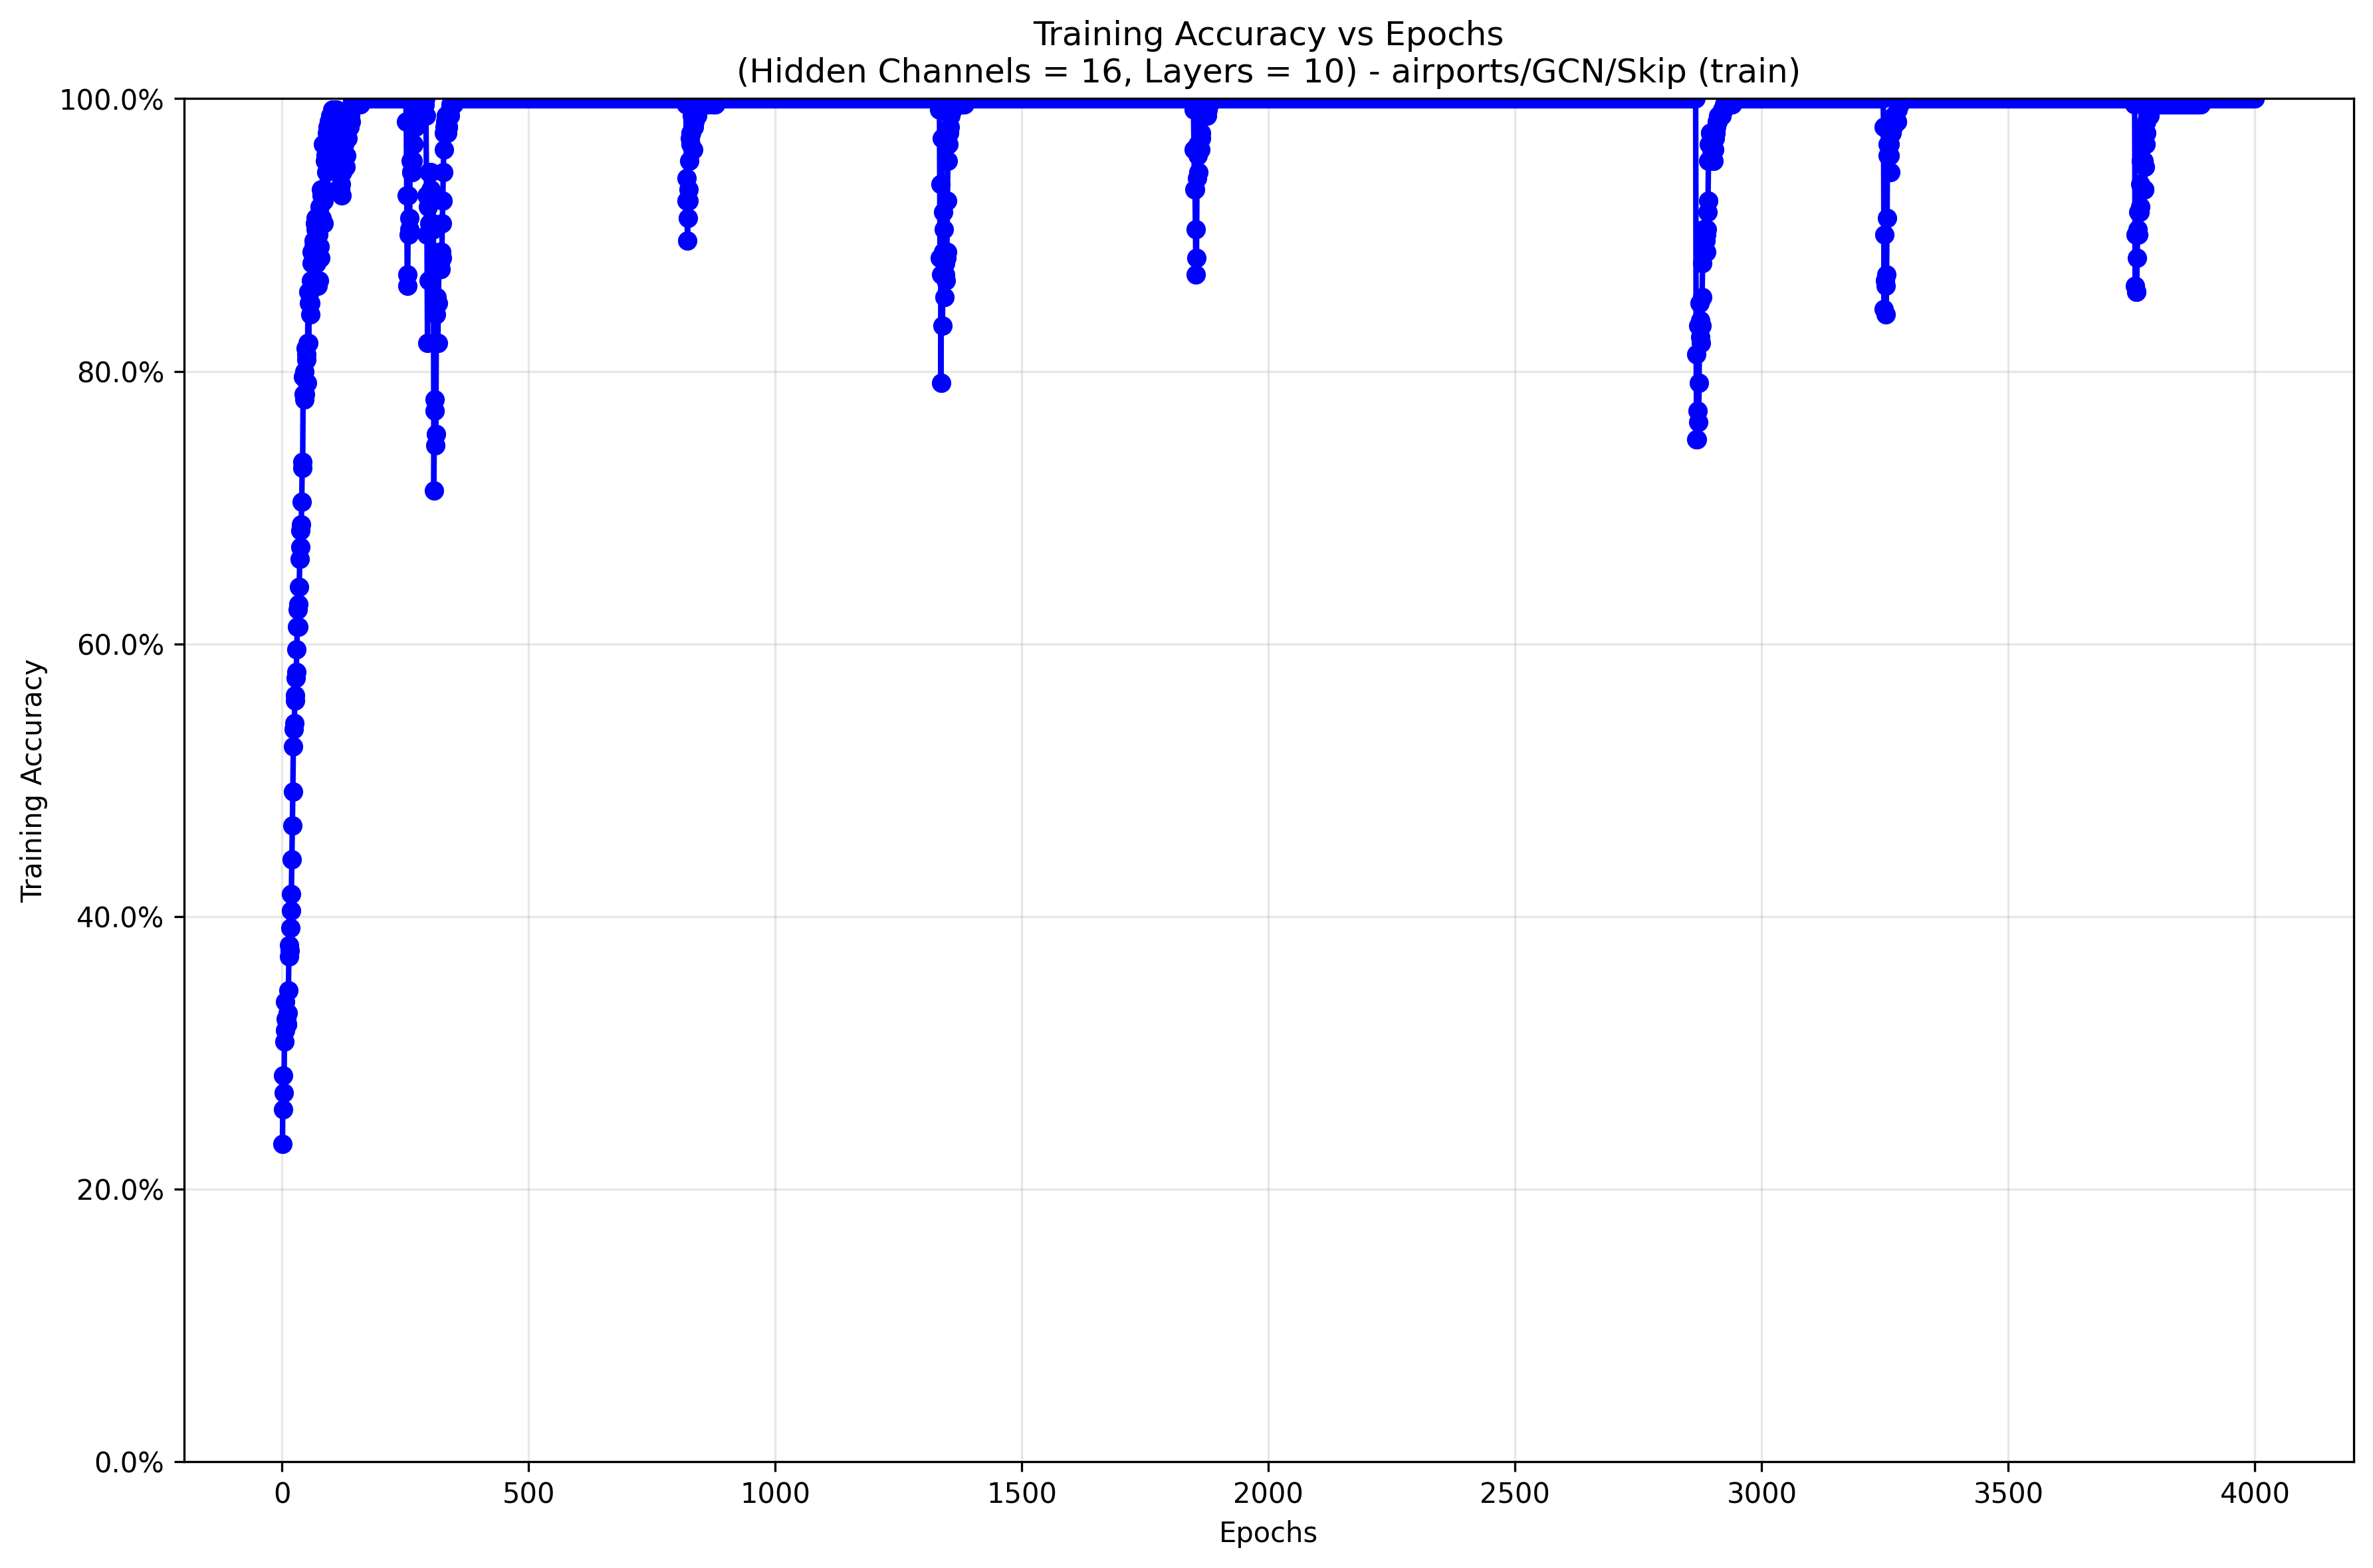 Training Accuracy vs Epochs
(Hidden Channels = 16, Layers = 10) - airports/GCN/Skip (train)
100.0%
80.0%
60.0%
40.0%
20.0%
0.0%
Training Accuracy
0 500 1000 1500 2000 2500 3000 3500 4000
Epochs